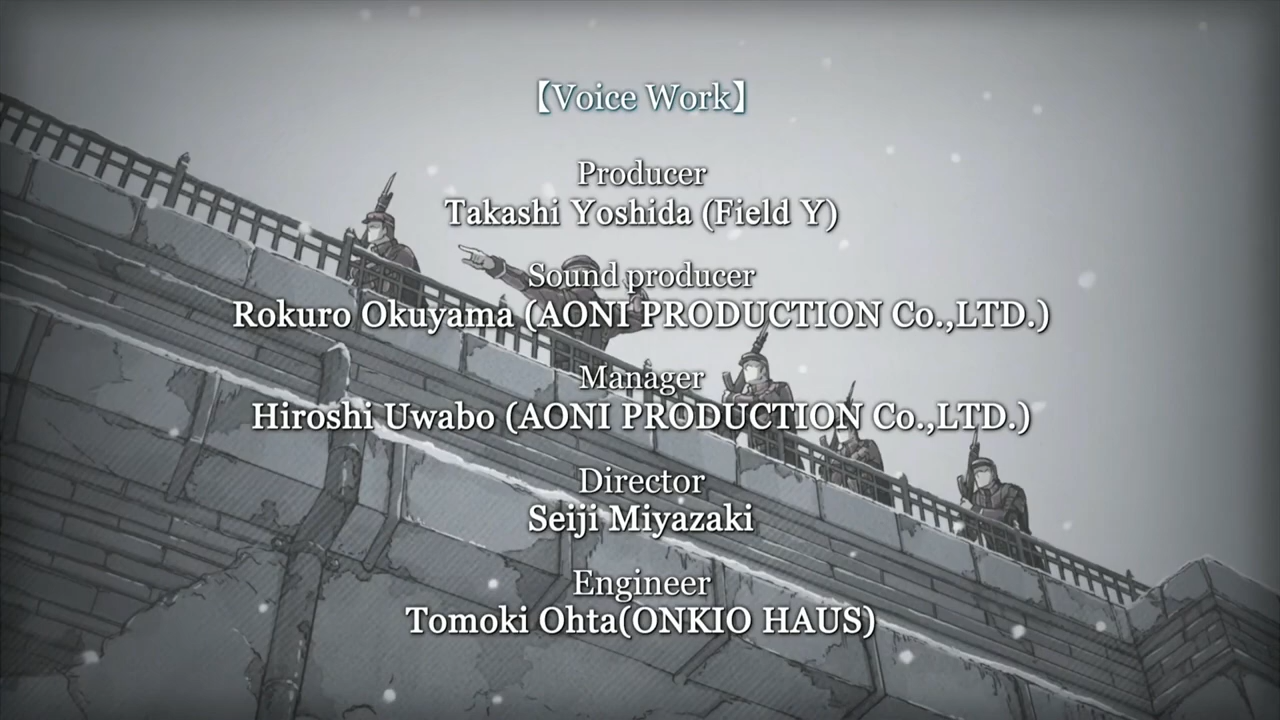 【Voice Work】
Producer
Takashi Yoshida (Field Y)
Sound producer
Rokuro Okuyama (AONI PRODUCTION Co.,LTD.)
Manager
Hiroshi Uwabo (AONI PRODUCTION Co.,LTD.)
Director
Seiji Miyazaki
Engineer
Tomoki Ohta(ONKIO HAUS)